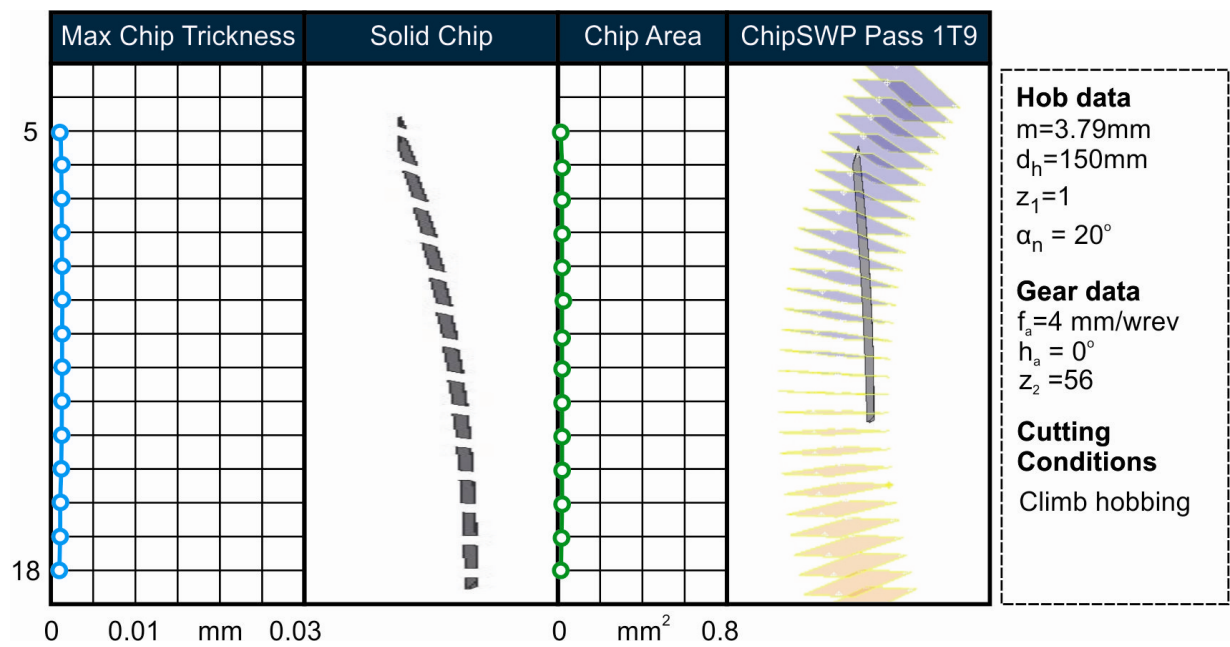 Max Chip Trickness
Solid Chip
Chip Area
ChipSWP Pass 1T9
5
18
0 0.01 mm 0.03
0 mm² 0.8
Hob data
m=3.79mm
dₕ=150mm
z₁=1
αₙ = 20°
Gear data
fₐ=4 mm/wrev
hₐ = 0°
z₂=56
Cutting
Conditions
Climb hobbing